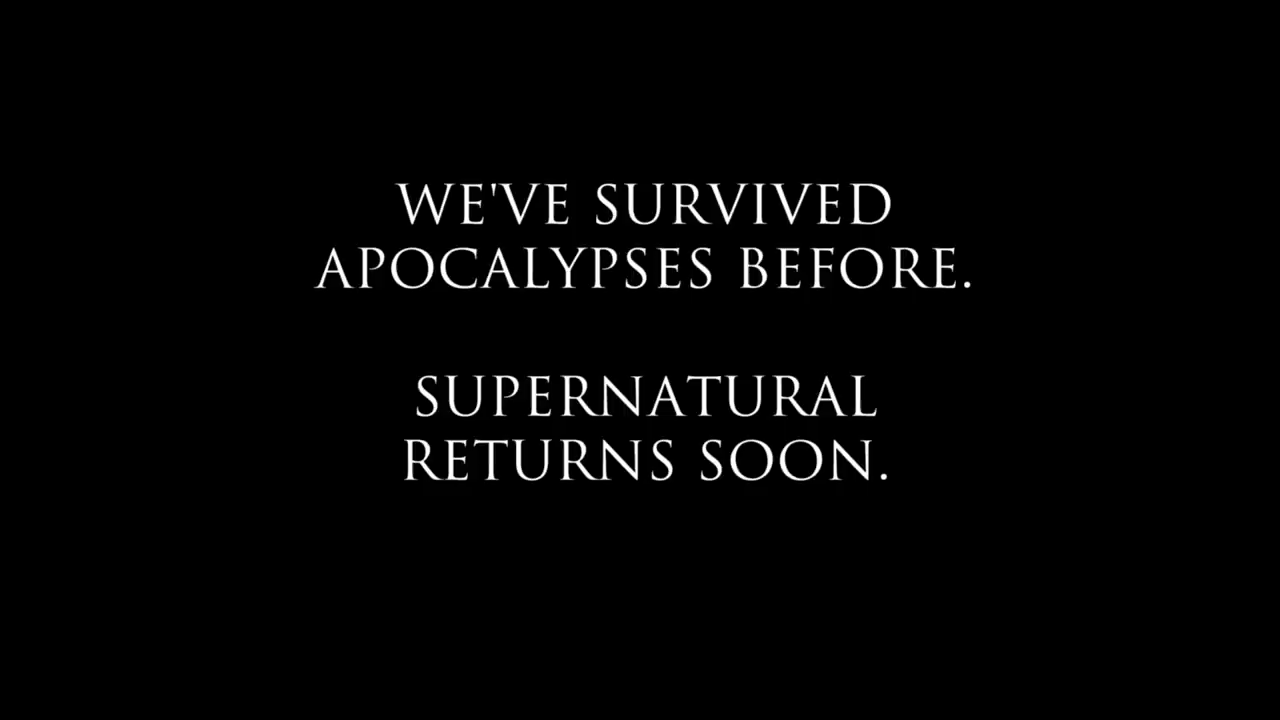 WE'VE SURVIVED
APOCALYPSES BEFORE.
SUPERNATURAL
RETURNS SOON.